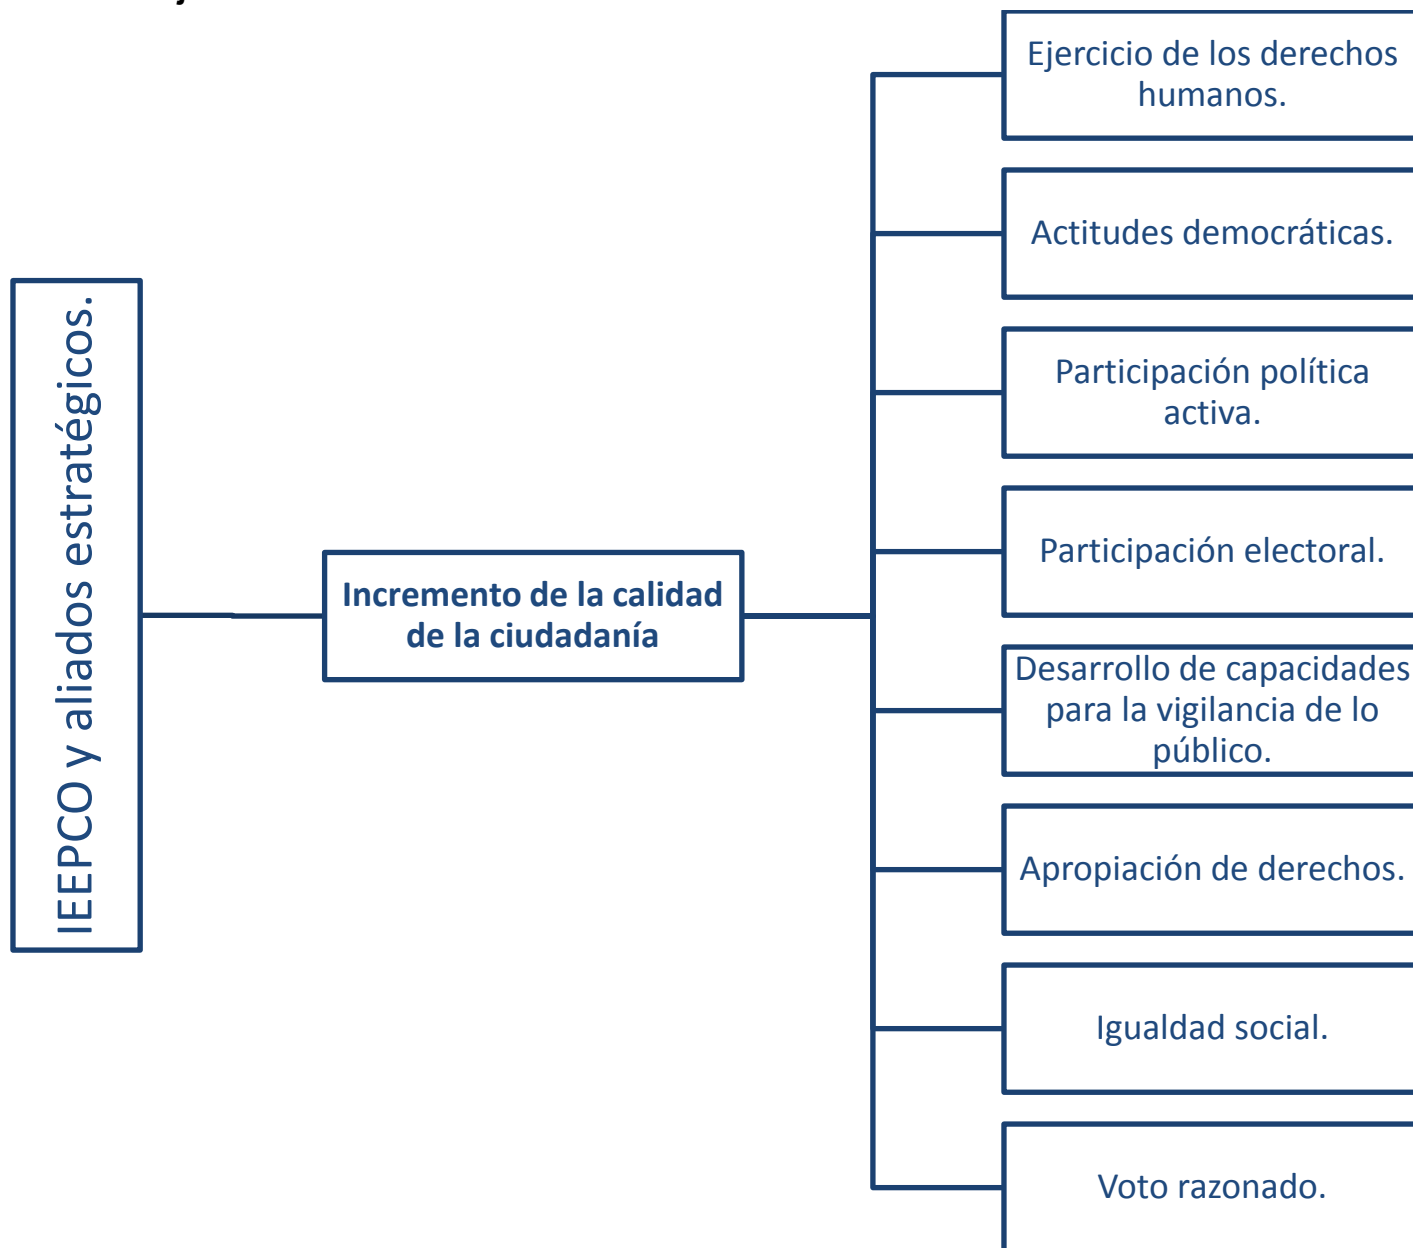 IEEPCO y aliados estratégicos.
Incremento de la calidad
de la ciudadanía
Ejercicio de los derechos
humanos.
Actitudes democráticas.
Participación política
activa.
Participación electoral.
Desarrollo de capacidades
para la vigilancia de lo
público.
Apropiación de derechos.
Igualdad social.
Voto razonado.